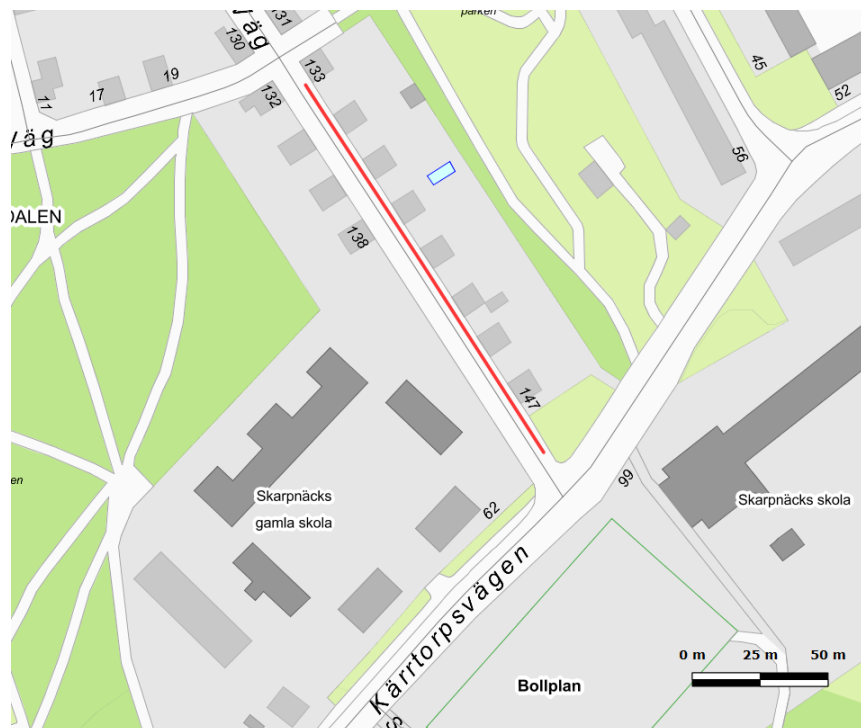 parken
väg
131
130
133
45
19
17
11
132
52
väg
56
DALEN
138
147
Skarpnäcks
gamla skola
62
99
Skarpnäcks skola
Kärrtorpsvägen
0 m 25 m 50 m
Bollplan